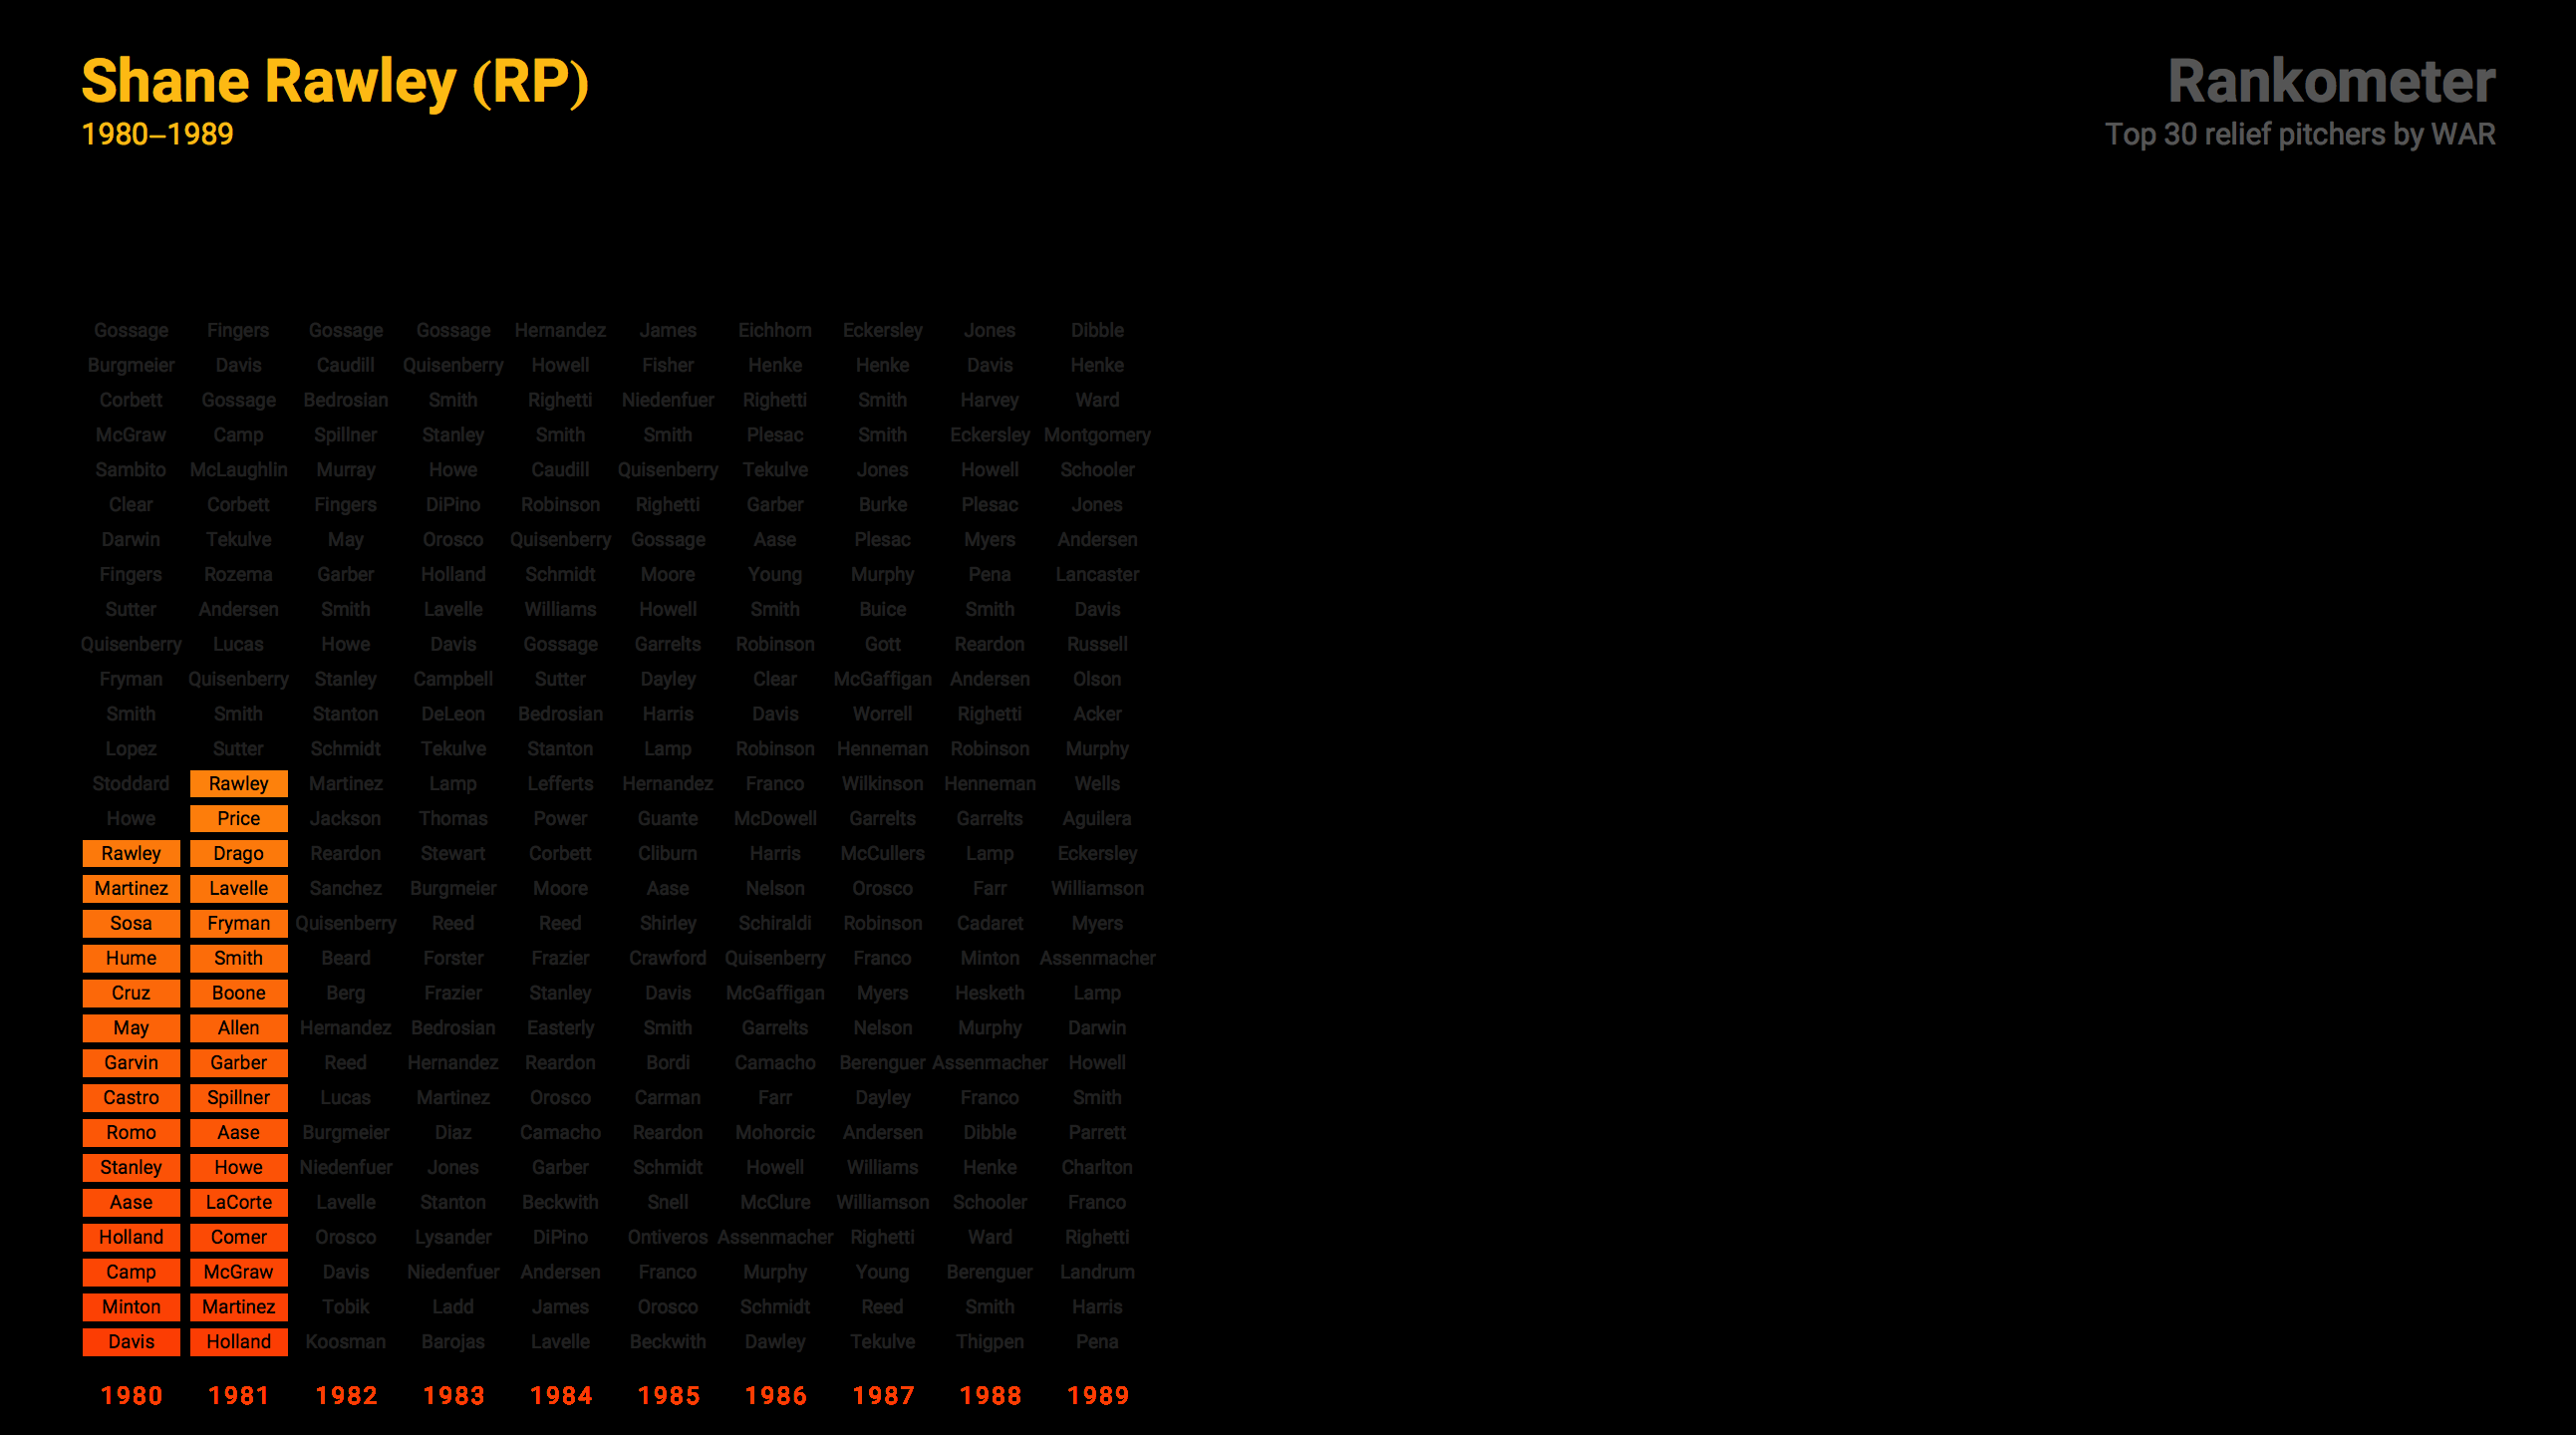 Shane Rawley (RP)
1980–1989
Rankometer
Top 30 relief pitchers by WAR
Gossage Fingers Gossage Gossage Hernandez James Eichhorn Eckersley Jones Dibble
Burgmeier Davis Caudill Quisenberry Howell Fisher Henke Henke Davis Henke
Corbett Gossage Bedrosian Smith Righetti Niedenfuer Righetti Smith Harvey Ward
McGraw Camp Spillner Stanley Smith Smith Plesac Smith Eckersley Montgomery
Sambito McLaughlin Murray Howe Caudill Quisenberry Tekulve Jones Howell Schooler
Clear Corbett Fingers DiPino Robinson Righetti Garber Burke Plesac Jones
Darwin Tekulve May Orosco Quisenberry Gossage Aase Plesac Myers Andersen
Fingers Rozema Garber Holland Schmidt Moore Young Murphy Pena Lancaster
Sutter Andersen Smith Lavelle Williams Howell Smith Buice Smith Davis
Quisenberry Lucas Howe Davis Gossage Garrelts Robinson Gott Reardon Russell
Fryman Quisenberry Stanley Campbell Sutter Dayley Clear McGaffigan Andersen Olson
Smith Smith Stanton DeLeon Bedrosian Harris Davis Worrell Righetti Acker
Lopez Sutter Schmidt Tekulve Stanton Lamp Robinson Henneman Robinson Murphy
Stoddard Rawley Martinez Lamp Lefferts Hernandez Franco Wilkinson Henneman Wells
Howe Price Jackson Thomas Power Guante McDowell Garrelts Garrelts Aguilera
Rawley Drago Reardon Stewart Corbett Cliburn Harris McCullers Lamp Eckersley
Martinez Lavelle Sanchez Burgmeier Moore Aase Nelson Orosco Farr Williamson
Sosa Fryman Quisenberry Reed Reed Shirley Schiraldi Robinson Cadaret Myers
Hume Smith Beard Forster Frazier Crawford Quisenberry Franco Minton Assenmacher
Cruz Boone Berg Frazier Stanley Davis McGaffigan Myers Hesketh Lamp
May Allen Hernandez Bedrosian Easterly Smith Garrelts Nelson Murphy Darwin
Garvin Garber Reed Hernandez Reardon Bordi Camacho Berenguer Assenmacher Howell
Castro Spillner Lucas Martinez Orosco Carman Farr Dayley Franco Smith
Romo Aase Burgmeier Diaz Camacho Reardon Mohorcic Andersen Dibble Parrett
Stanley Howe Niedenfuer Jones Garber Schmidt Howell Williams Henke Charlton
Aase LaCorte Lavelle Stanton Beckwith Snell McClure Williamson Schooler Franco
Holland Comer Orosco Lysander DiPino Ontiveros Assenmacher Righetti Ward Righetti
Camp McGraw Davis Niedenfuer Andersen Franco Murphy Young Berenguer Landrum
Minton Martinez Tobik Ladd James Orosco Schmidt Reed Smith Harris
Davis Holland Koosman Barojas Lavelle Beckwith Dawley Tekulve Thigpen Pena
1980 1981 1982 1983 1984 1985 1986 1987 1988 1989